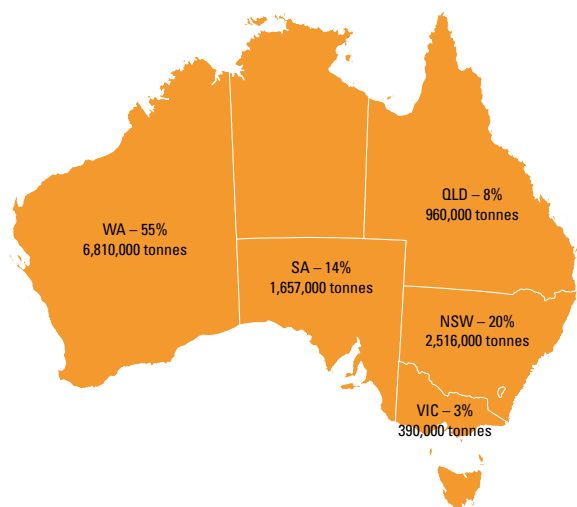 QLD – 8%
960,000 tonnes
WA – 55%
6,810,000 tonnes
SA – 14%
1,657,000 tonnes
NSW – 20%
2,516,000 tonnes
VIC – 3%
390,000 tonnes